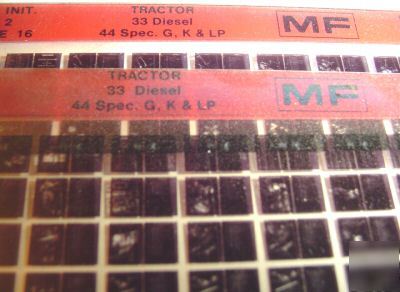 INIT. TRACTOR
2 33 Diesel MF
E 16 44 Spec. G, K & LP
TRACTOR
33 Diesel MF
44 Spec. G, K & LP